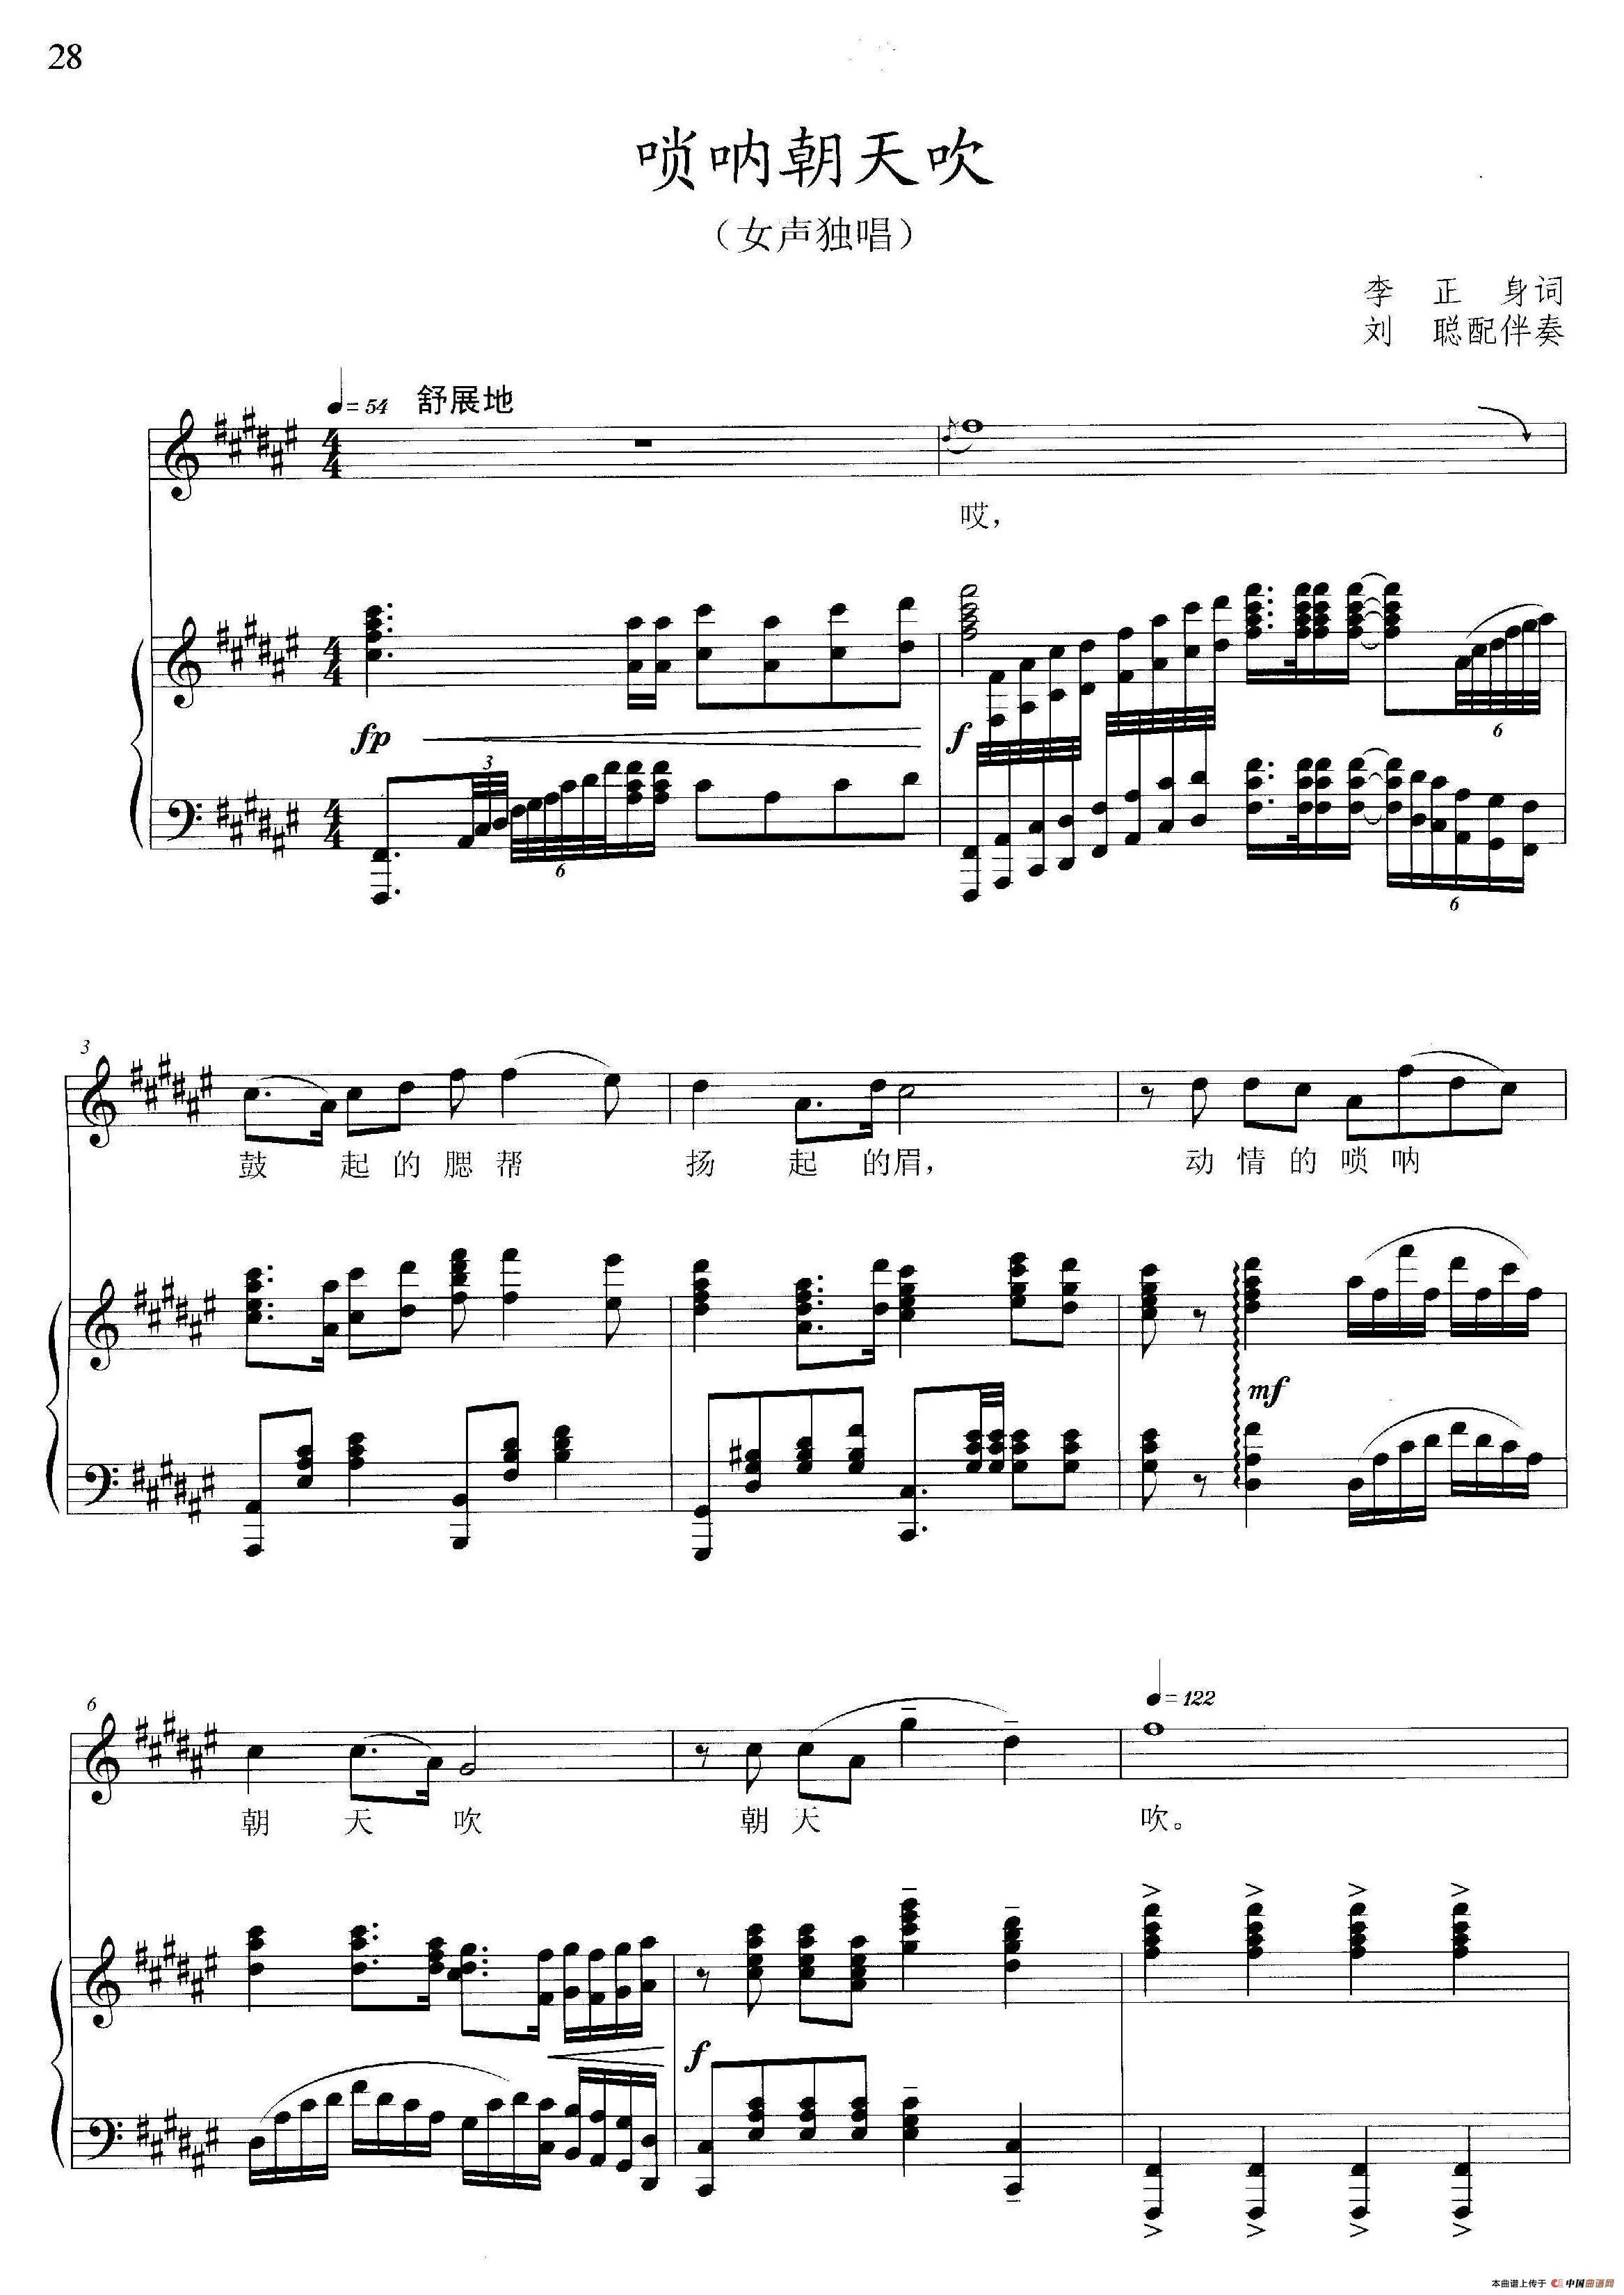 28
唢呐朝天吹
（女声独唱）
李 正 身词
刘 聪配伴奏
= 54 舒展地
哎，
fp
f
3
6
6
6
3
鼓 起的腮帮 扬 起 的眉， 动情的唢呐
mf
6
= 122
朝 天 吹 朝天 吹。
f
本曲谱上传于 中国曲谱网